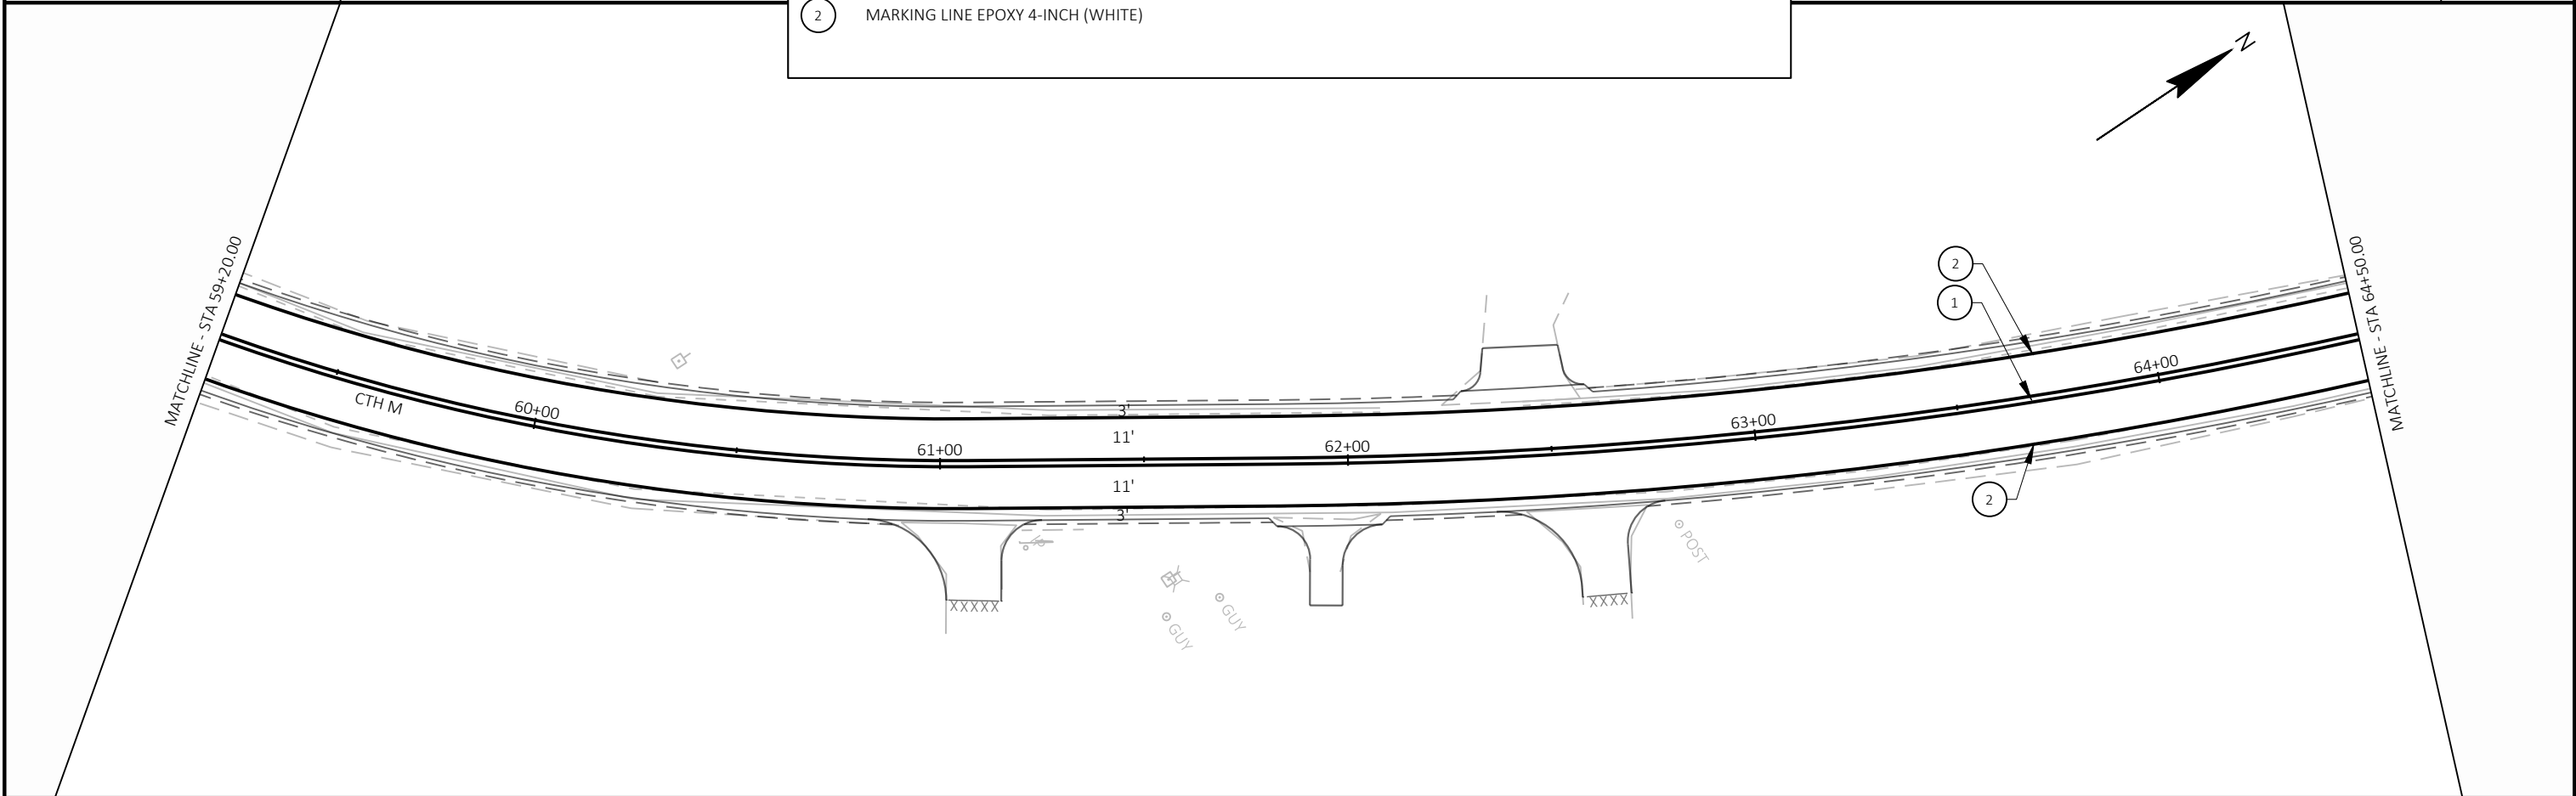 2 MARKING LINE EPOXY 4-INCH (WHITE)
N
MATCHLINE - STA 59+20.00
MATCHLINE - STA 64+50.00
2
1
64+00
CTH M
60+00
3'
11'
61+00
62+00
63+00
11'
3'
2
XXXXX
XXXX
POST
GUY
GUY